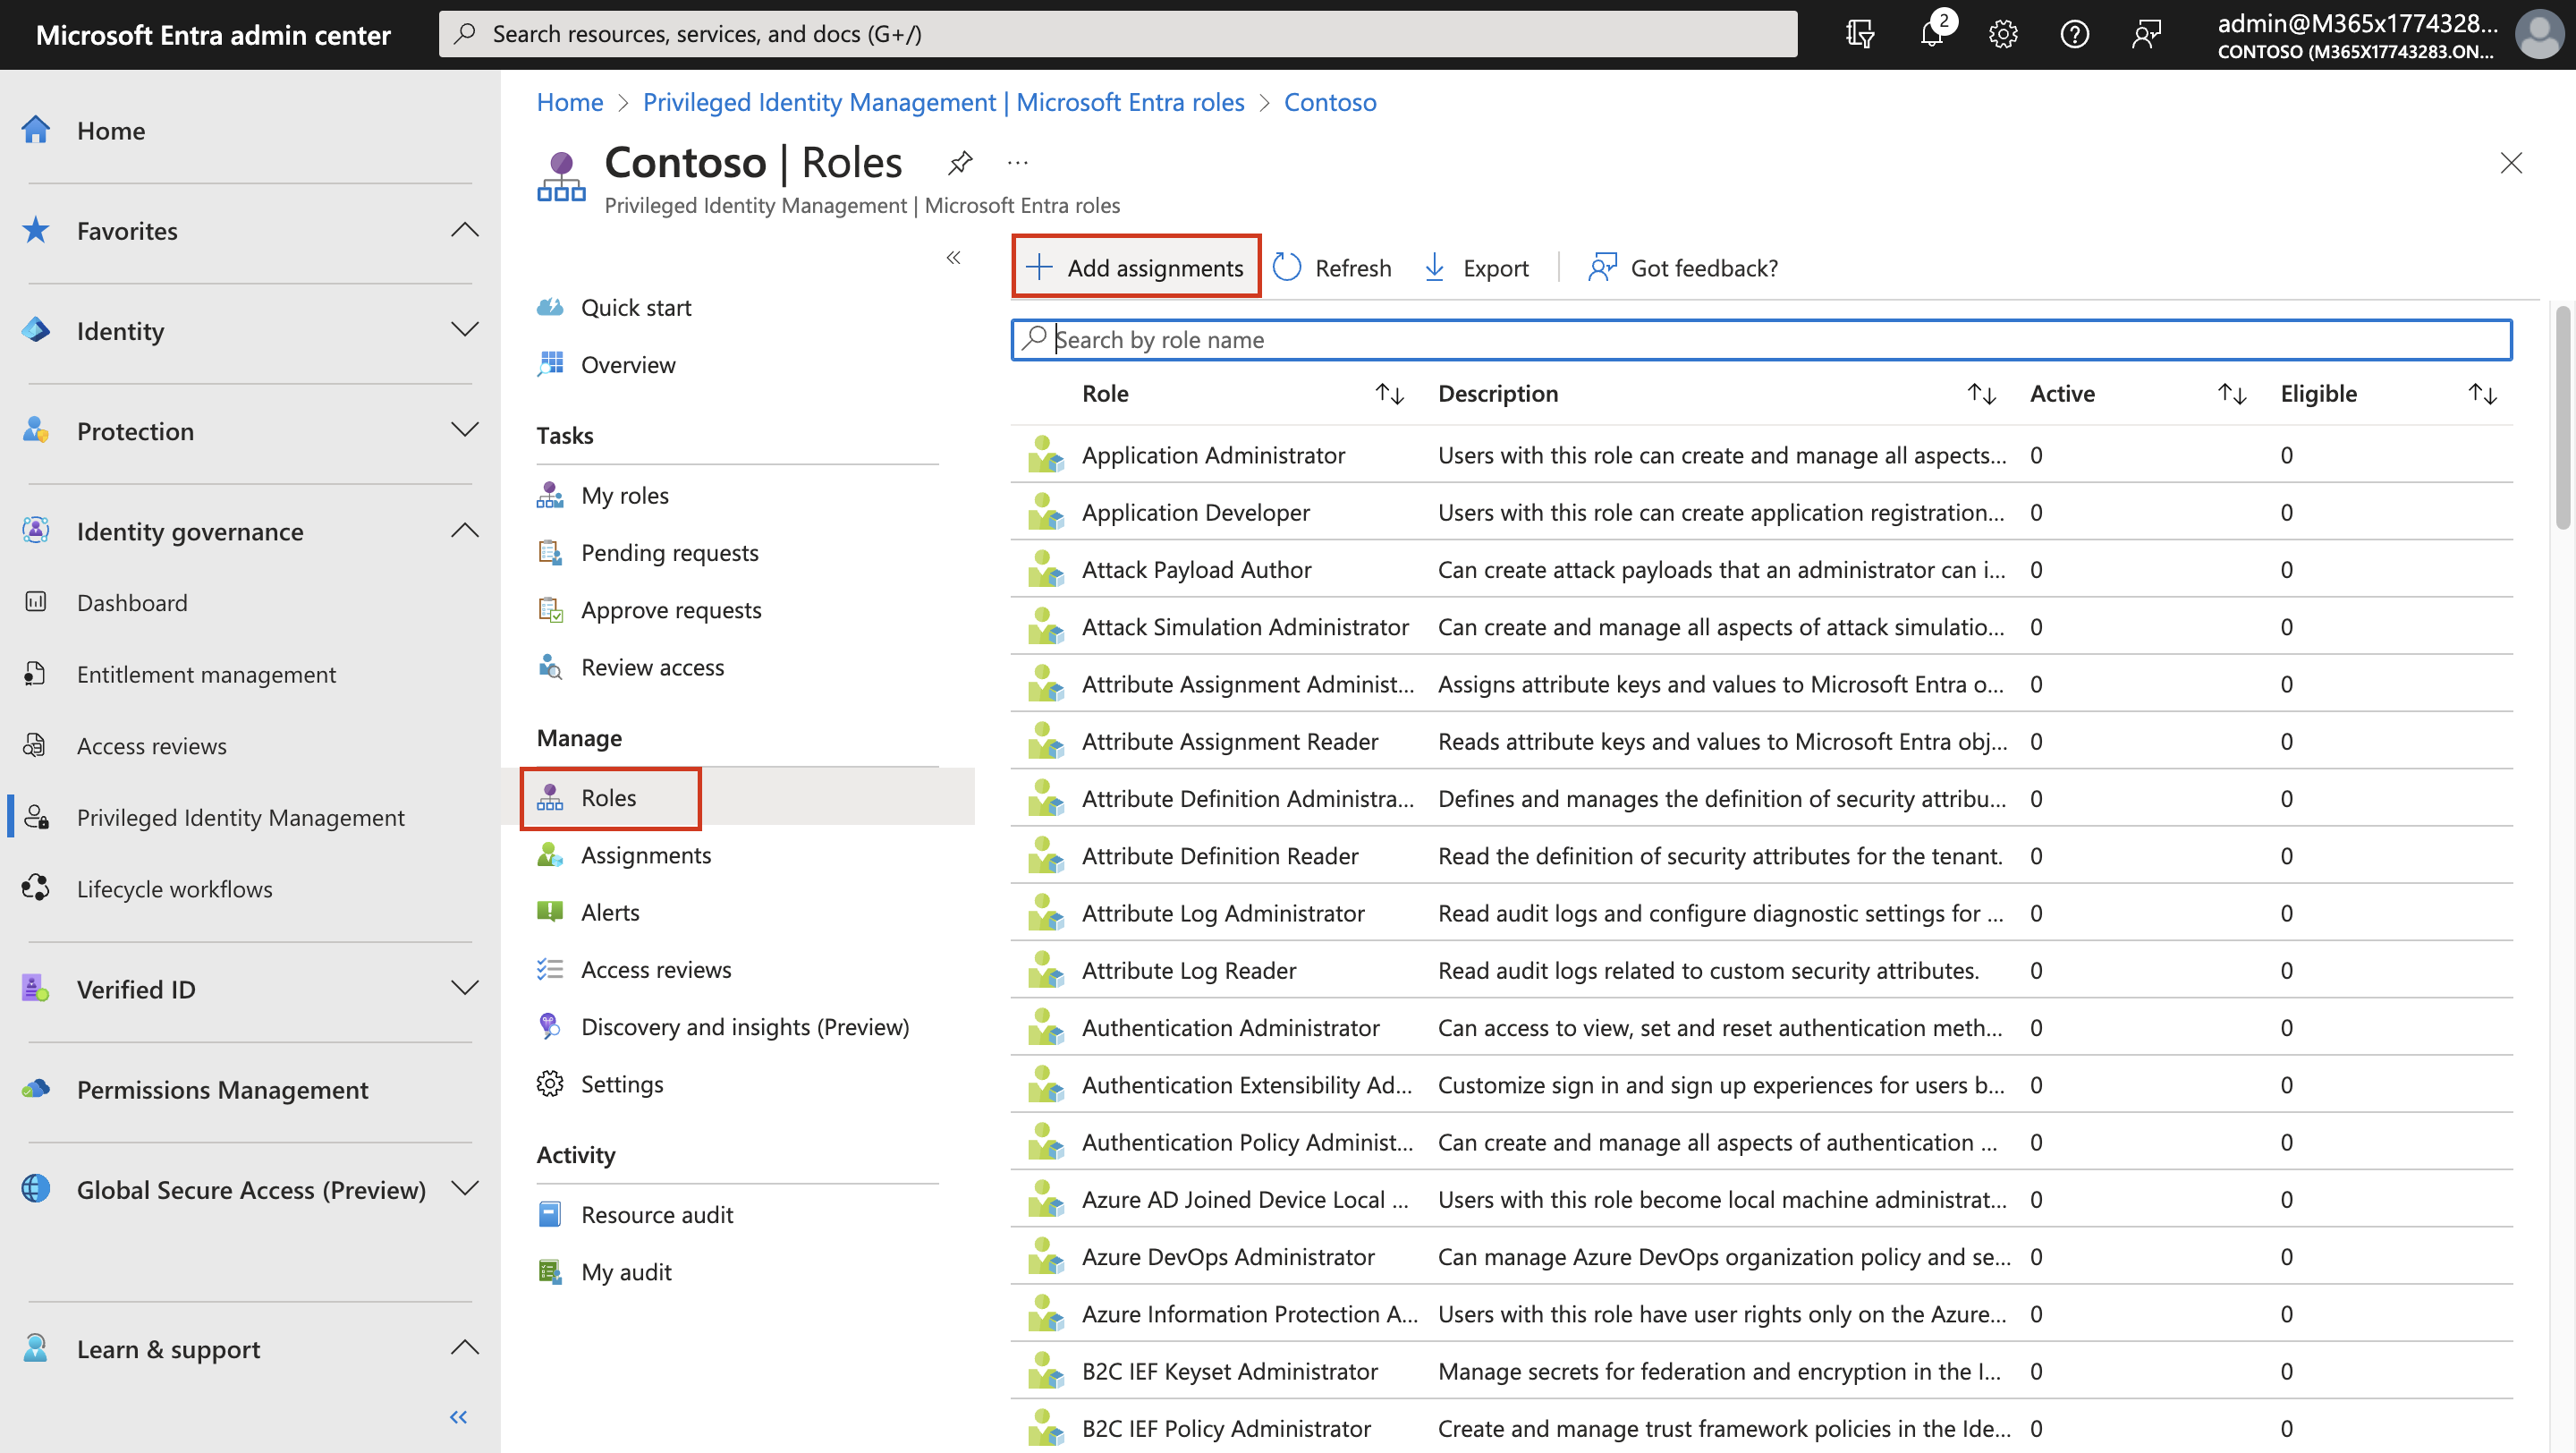 Microsoft Entra admin center
Search resources, services, and docs (G+/)
2
admin@M365x1774328...
CONTOSO (M365X17743283.ON...
Home
Favorites
Identity
Protection
Identity governance
Dashboard
Entitlement management
Access reviews
Privileged Identity Management
Lifecycle workflows
Verified ID
Permissions Management
Global Secure Access (Preview)
Learn & support
Home > Privileged Identity Management | Microsoft Entra roles > Contoso
Contoso | Roles ...
Privileged Identity Management | Microsoft Entra roles
Quick start
Overview
Tasks
My roles
Pending requests
Approve requests
Review access
Manage
Roles
Assignments
Alerts
Access reviews
Discovery and insights (Preview)
Settings
Activity
Resource audit
My audit
Add assignments Refresh Export Got feedback?
Search by role name
Role Description Active Eligible
Application Administrator Users with this role can create and manage all aspects... 0 0
Application Developer Users with this role can create application registration... 0 0
Attack Payload Author Can create attack payloads that an administrator can i... 0 0
Attack Simulation Administrator Can create and manage all aspects of attack simulatio... 0 0
Attribute Assignment Administ... Assigns attribute keys and values to Microsoft Entra o... 0 0
Attribute Assignment Reader Reads attribute keys and values to Microsoft Entra obj... 0 0
Attribute Definition Administra... Defines and manages the definition of security attribu... 0 0
Attribute Definition Reader Read the definition of security attributes for the tenant. 0 0
Attribute Log Administrator Read audit logs and configure diagnostic settings for ... 0 0
Attribute Log Reader Read audit logs related to custom security attributes. 0 0
Authentication Administrator Can access to view, set and reset authentication meth... 0 0
Authentication Extensibility Ad... Customize sign in and sign up experiences for users b... 0 0
Authentication Policy Administ... Can create and manage all aspects of authentication ... 0 0
Azure AD Joined Device Local ... Users with this role become local machine administrat... 0 0
Azure DevOps Administrator Can manage Azure DevOps organization policy and se... 0 0
Azure Information Protection A... Users with this role have user rights only on the Azure... 0 0
B2C IEF Keyset Administrator Manage secrets for federation and encryption in the I... 0 0
B2C IEF Policy Administrator Create and manage trust framework policies in the Ide... 0 0